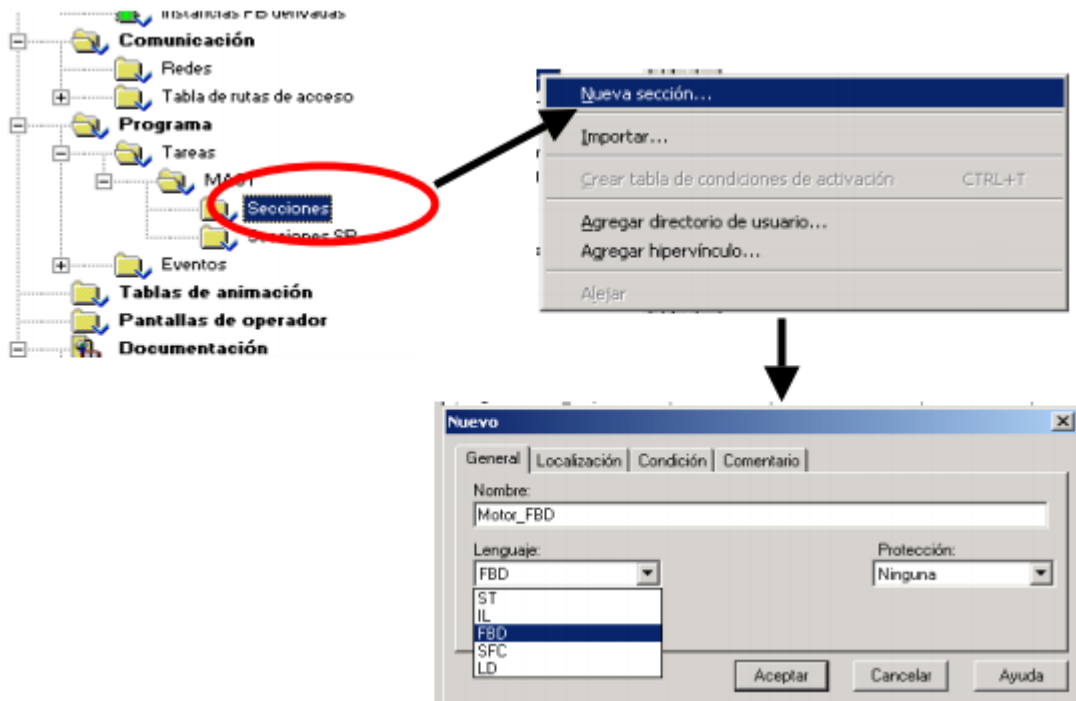 Instancias FB derivadas
Comunicación
Redes
Tabla de rutas de acceso
Programa
Tareas
MAST
Secciones
Secciones SR
Eventos
Tablas de animación
Pantallas de operador
Documentación
Nueva sección...
Importar...
Crear tabla de condiciones de activación CTRL+T
Agregar directorio de usuario...
Agregar hipervínculo...
Alejar
Nuevo
General Localización Condición Comentario
Nombre:
Motor_FBD
Lenguaje: Protección:
FBD Ninguna
ST
IL
FBD
SFC
LD
Aceptar Cancelar Ayuda